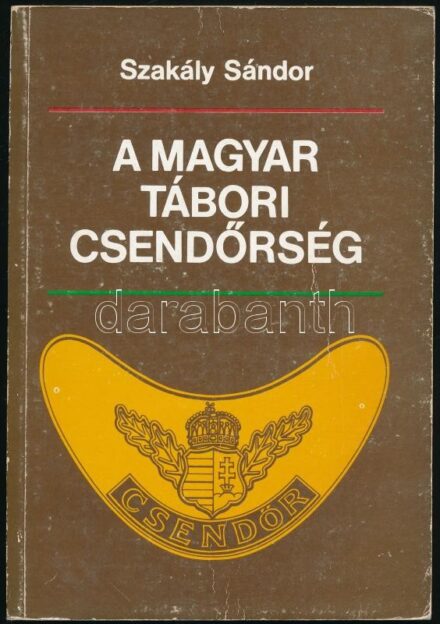 Szakály Sándor
A MAGYAR
TÁBORI
CSENDŐRSÉG
darabanth
CSENDŐR